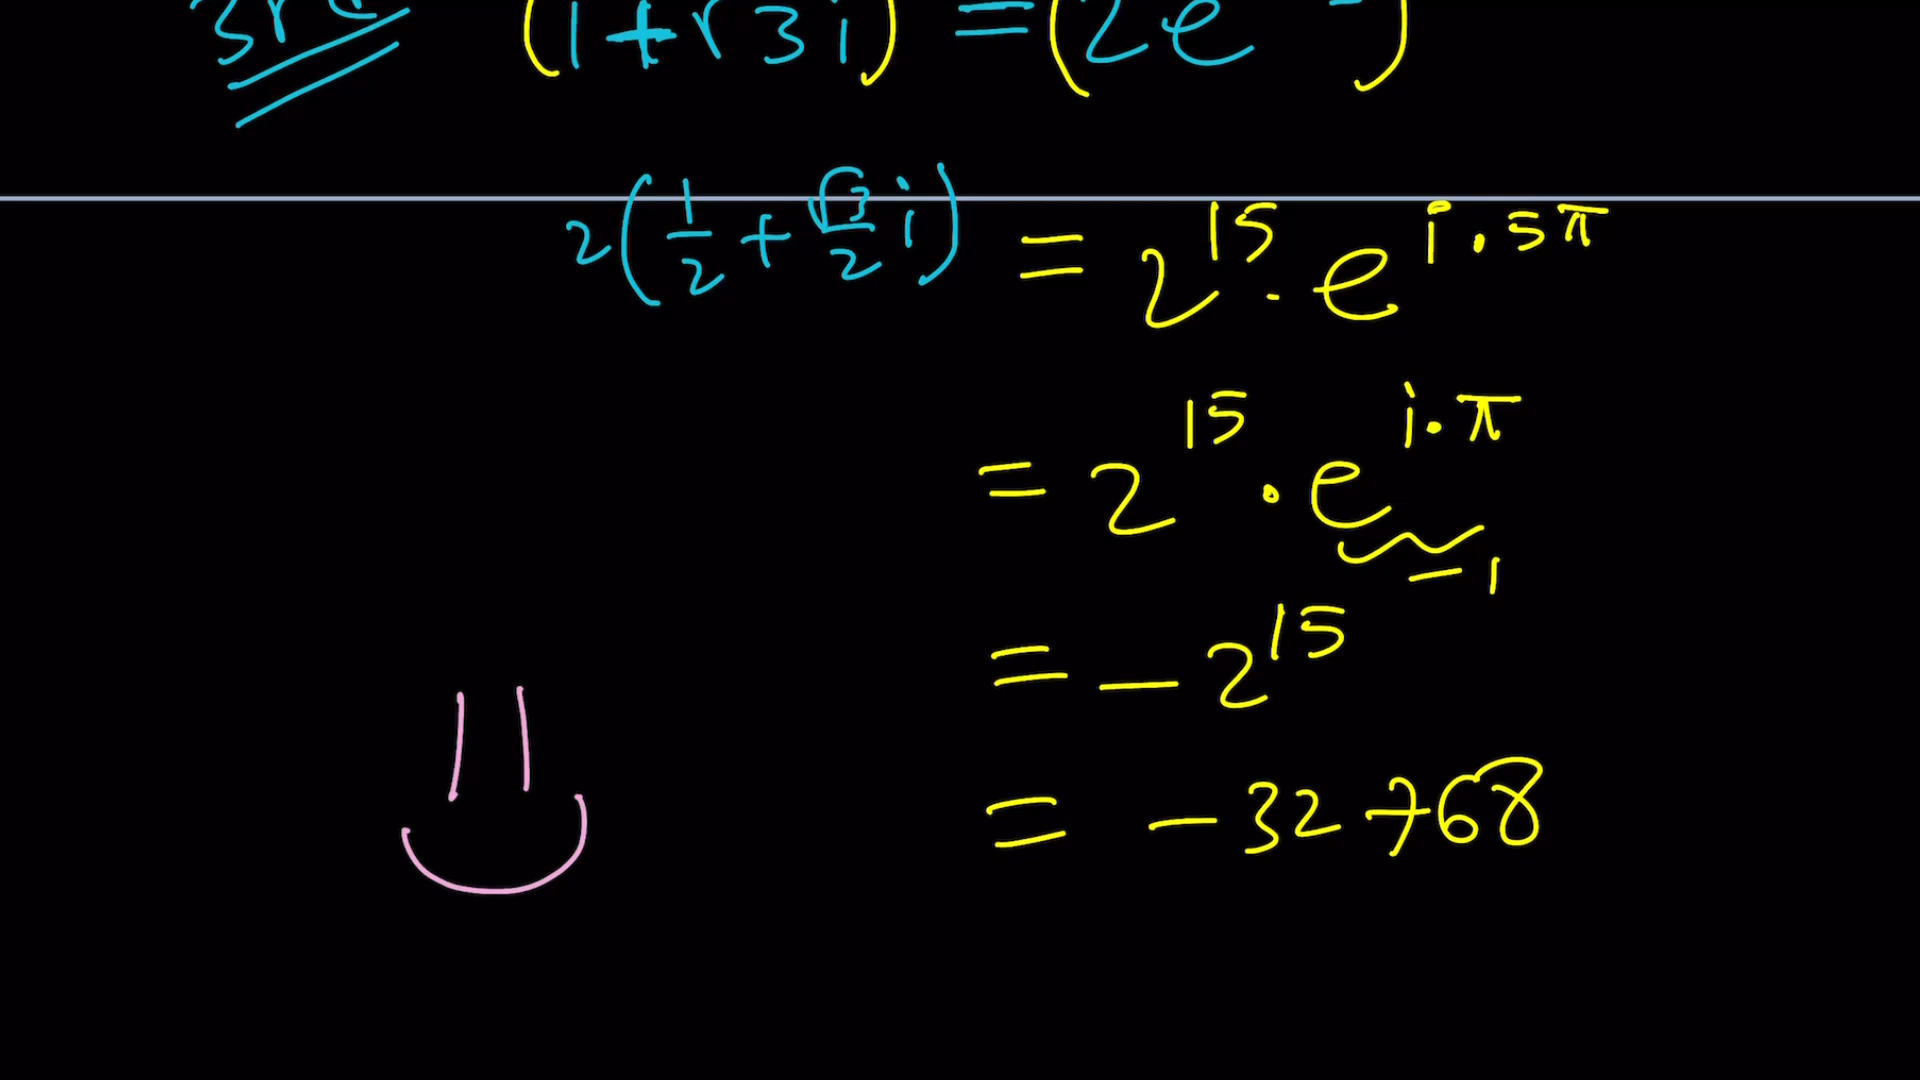 (1+√3i) = (2e )
2(1/2 + √3/2 i) = 2^15 · e^(i·5π)
= 2^15 · e^(i·π)
-1
= -2^15
= -32768